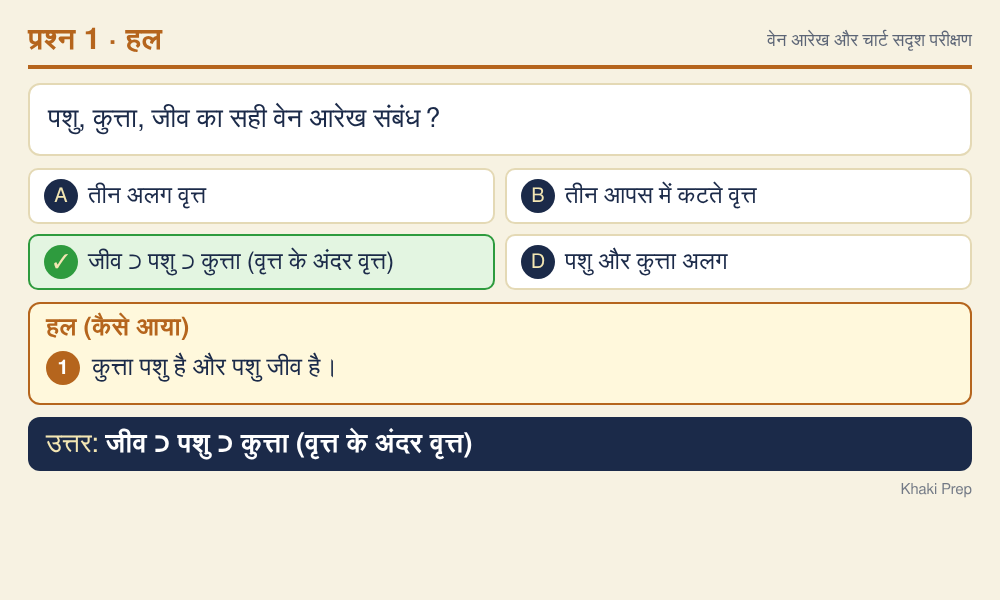 प्रश्न 1 · हल
वेन आरेख और चार्ट सदृश परीक्षण
पशु, कुत्ता, जीव का सही वेन आरेख संबंध ?
A तीन अलग वृत्त
B तीन आपस में कटते वृत्त
✓ जीव ⊃ पशु ⊃ कुत्ता (वृत्त के अंदर वृत्त)
D पशु और कुत्ता अलग
हल (कैसे आया)
1 कुत्ता पशु है और पशु जीव है।
उत्तर: जीव ⊃ पशु ⊃ कुत्ता (वृत्त के अंदर वृत्त)
Khaki Prep